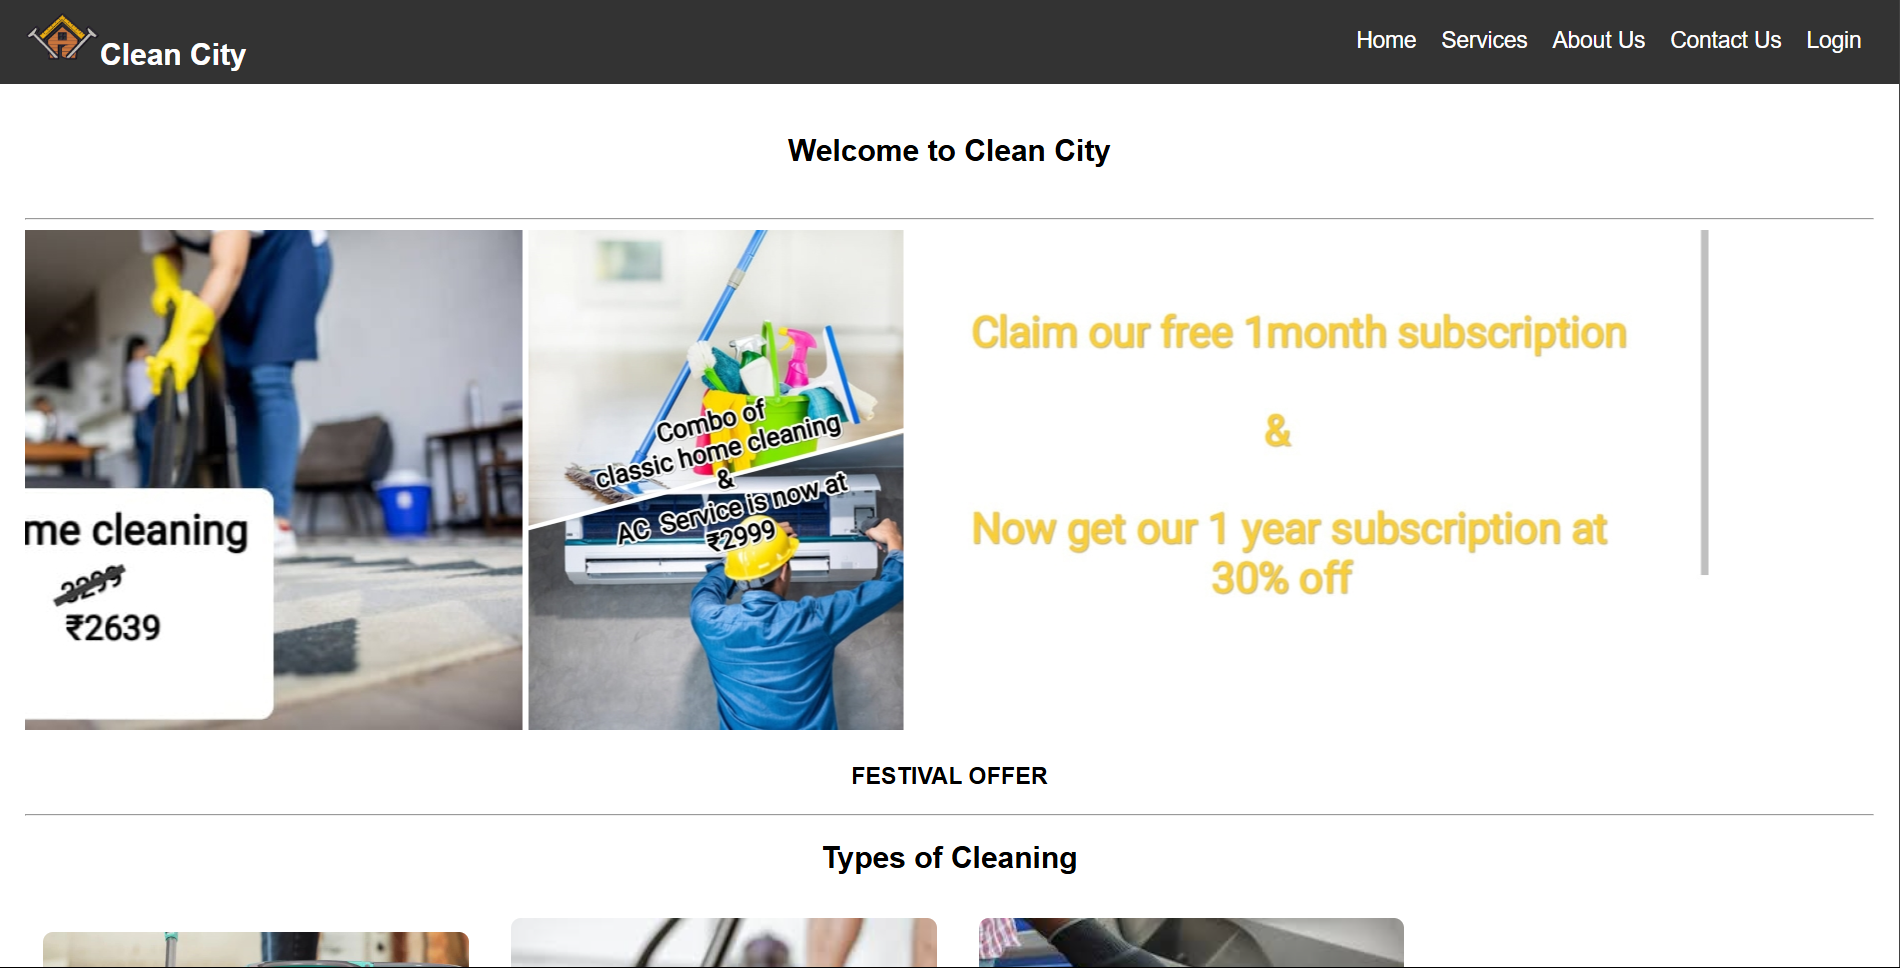 Clean City
Home
Services
About Us
Contact Us
Login
Welcome to Clean City
me cleaning
3299
₹2639
Combo of
classic home cleaning
&
AC Service is now at
₹2999
Claim our free 1month subscription
&
Now get our 1 year subscription at
30% off
FESTIVAL OFFER
Types of Cleaning